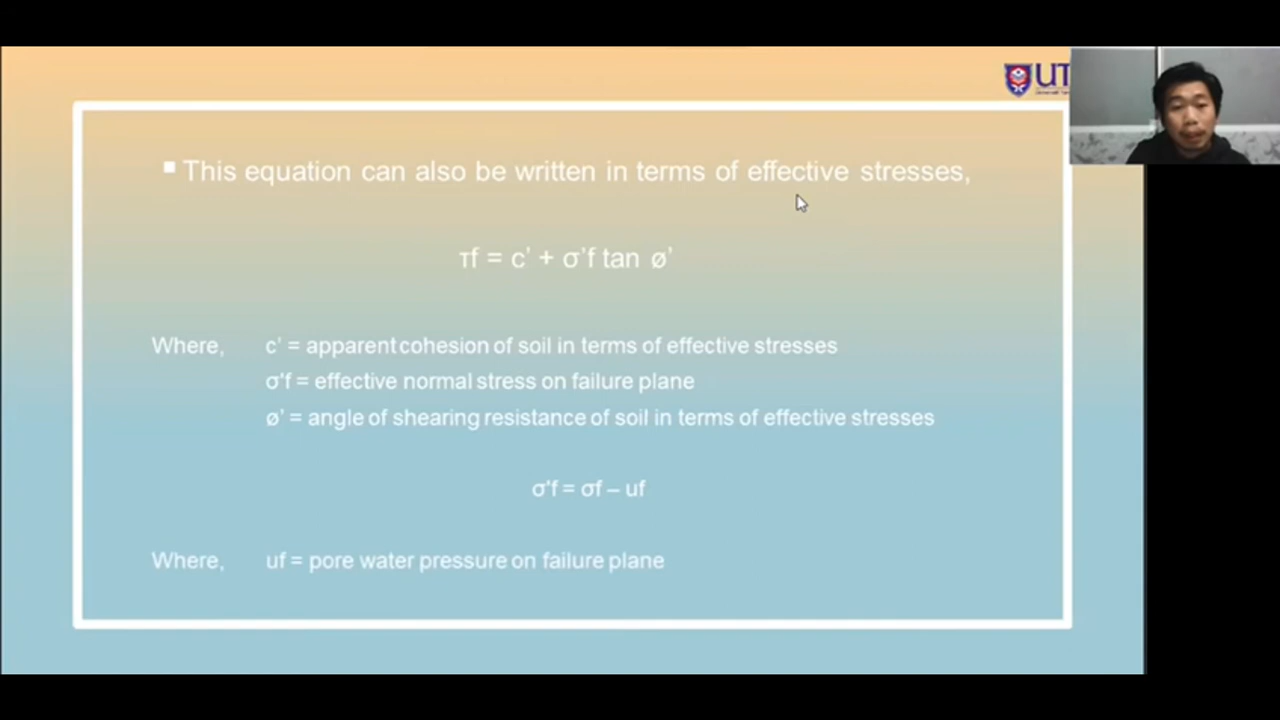 UT
▪ This equation can also be written in terms of effective stresses,
τf = c' + σ'f tan ø'
Where, c' = apparent cohesion of soil in terms of effective stresses
σ'f = effective normal stress on failure plane
ø' = angle of shearing resistance of soil in terms of effective stresses
σ'f = σf – uf
Where, uf = pore water pressure on failure plane